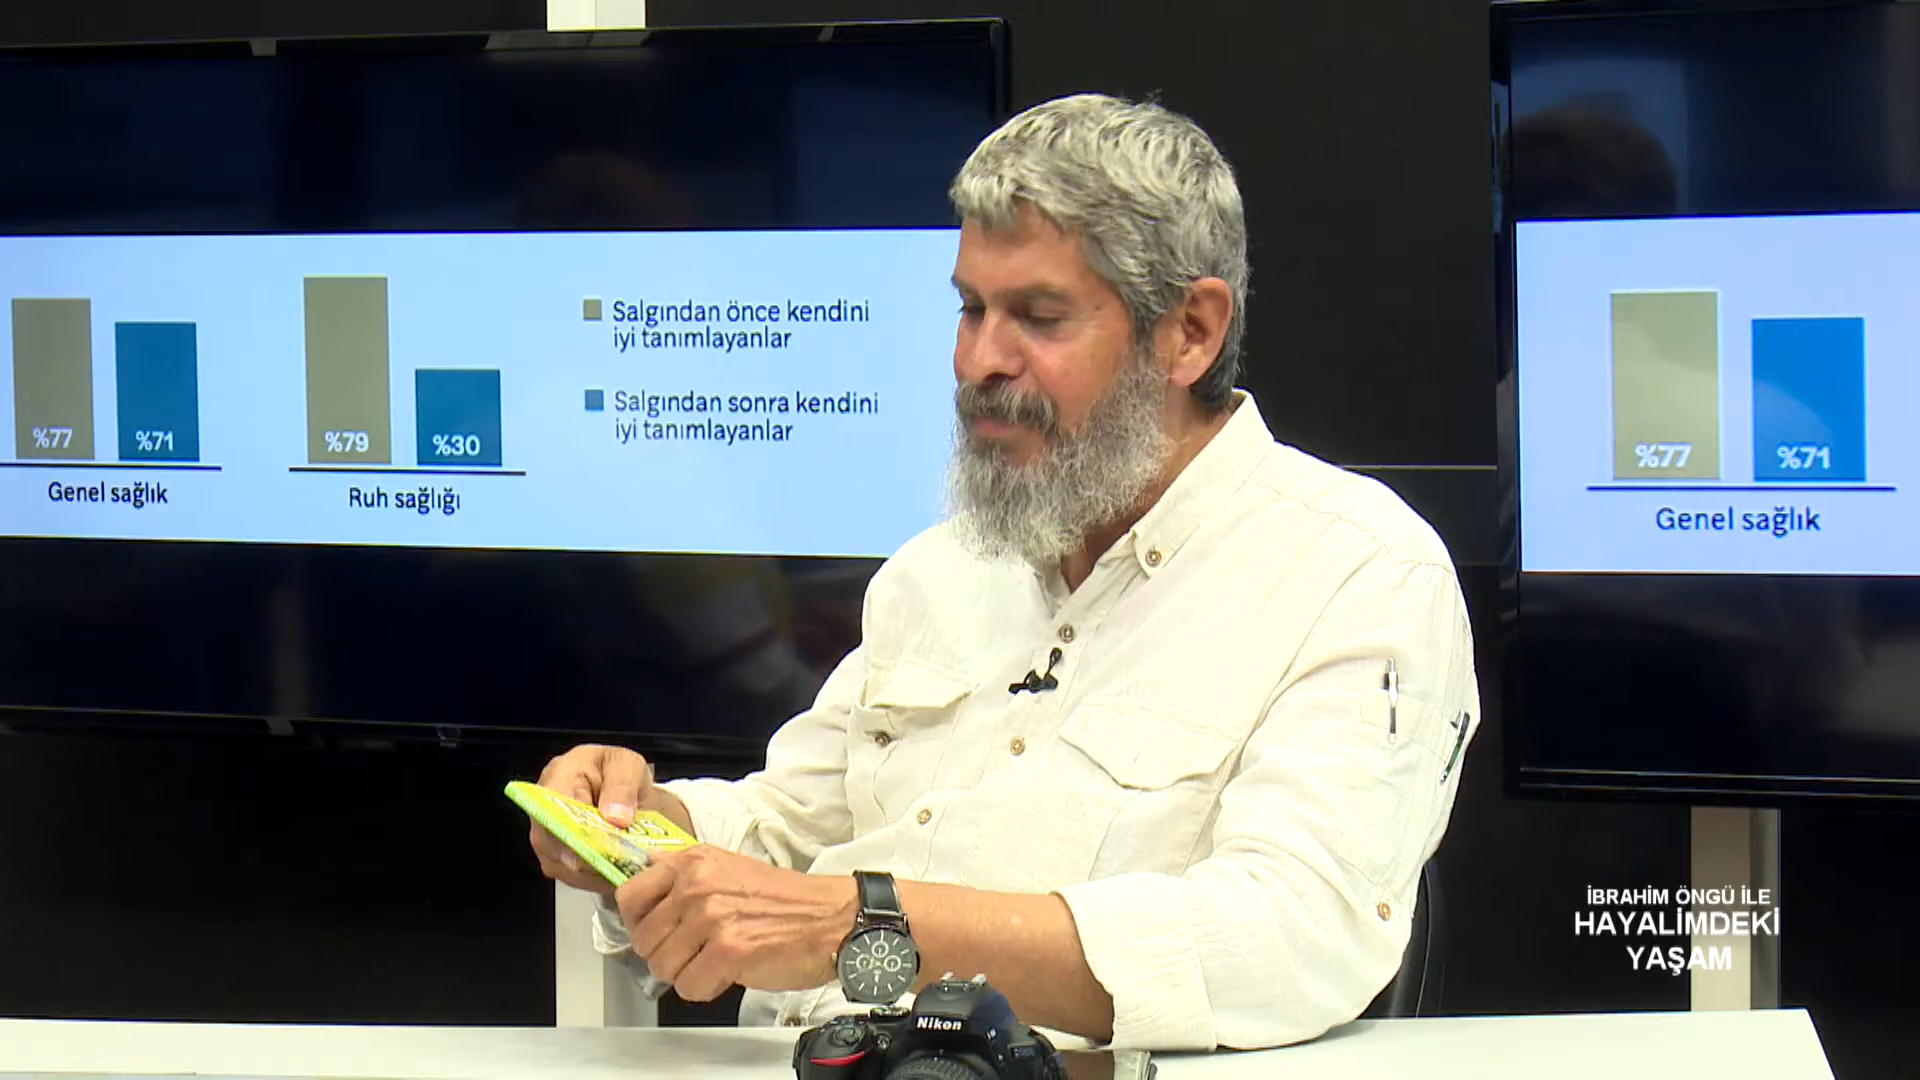 %77
%71
%79
%30
Genel sağlık
Ruh sağlığı
Salgından önce kendini
iyi tanımlayanlar
Salgından sonra kendini
iyi tanımlayanlar
%77
%71
Genel sağlık
İBRAHİM ÖNGÜ İLE
HAYALİMDEKİ
YAŞAM
Nikon